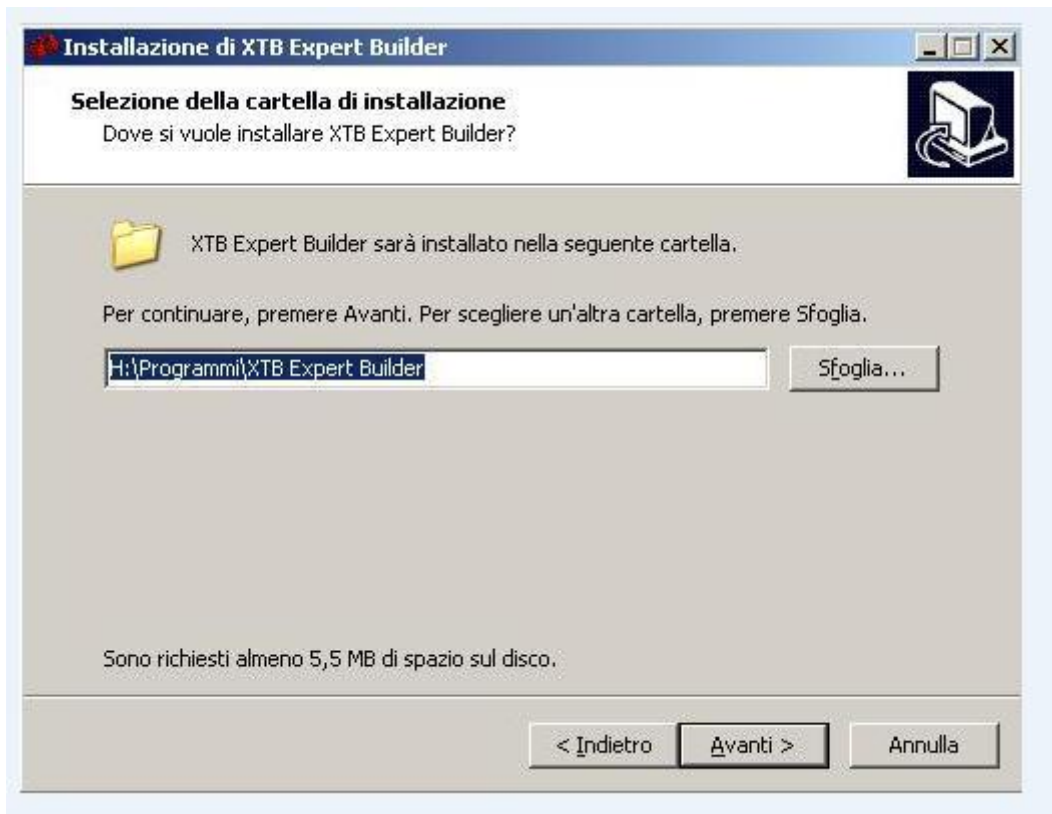 Installazione di XTB Expert Builder
Selezione della cartella di installazione
Dove si vuole installare XTB Expert Builder?
XTB Expert Builder sarà installato nella seguente cartella.
Per continuare, premere Avanti. Per scegliere un'altra cartella, premere Sfoglia.
H:\Programmi\XTB Expert Builder
Sfoglia...
Sono richiesti almeno 5,5 MB di spazio sul disco.
< Indietro
Avanti >
Annulla